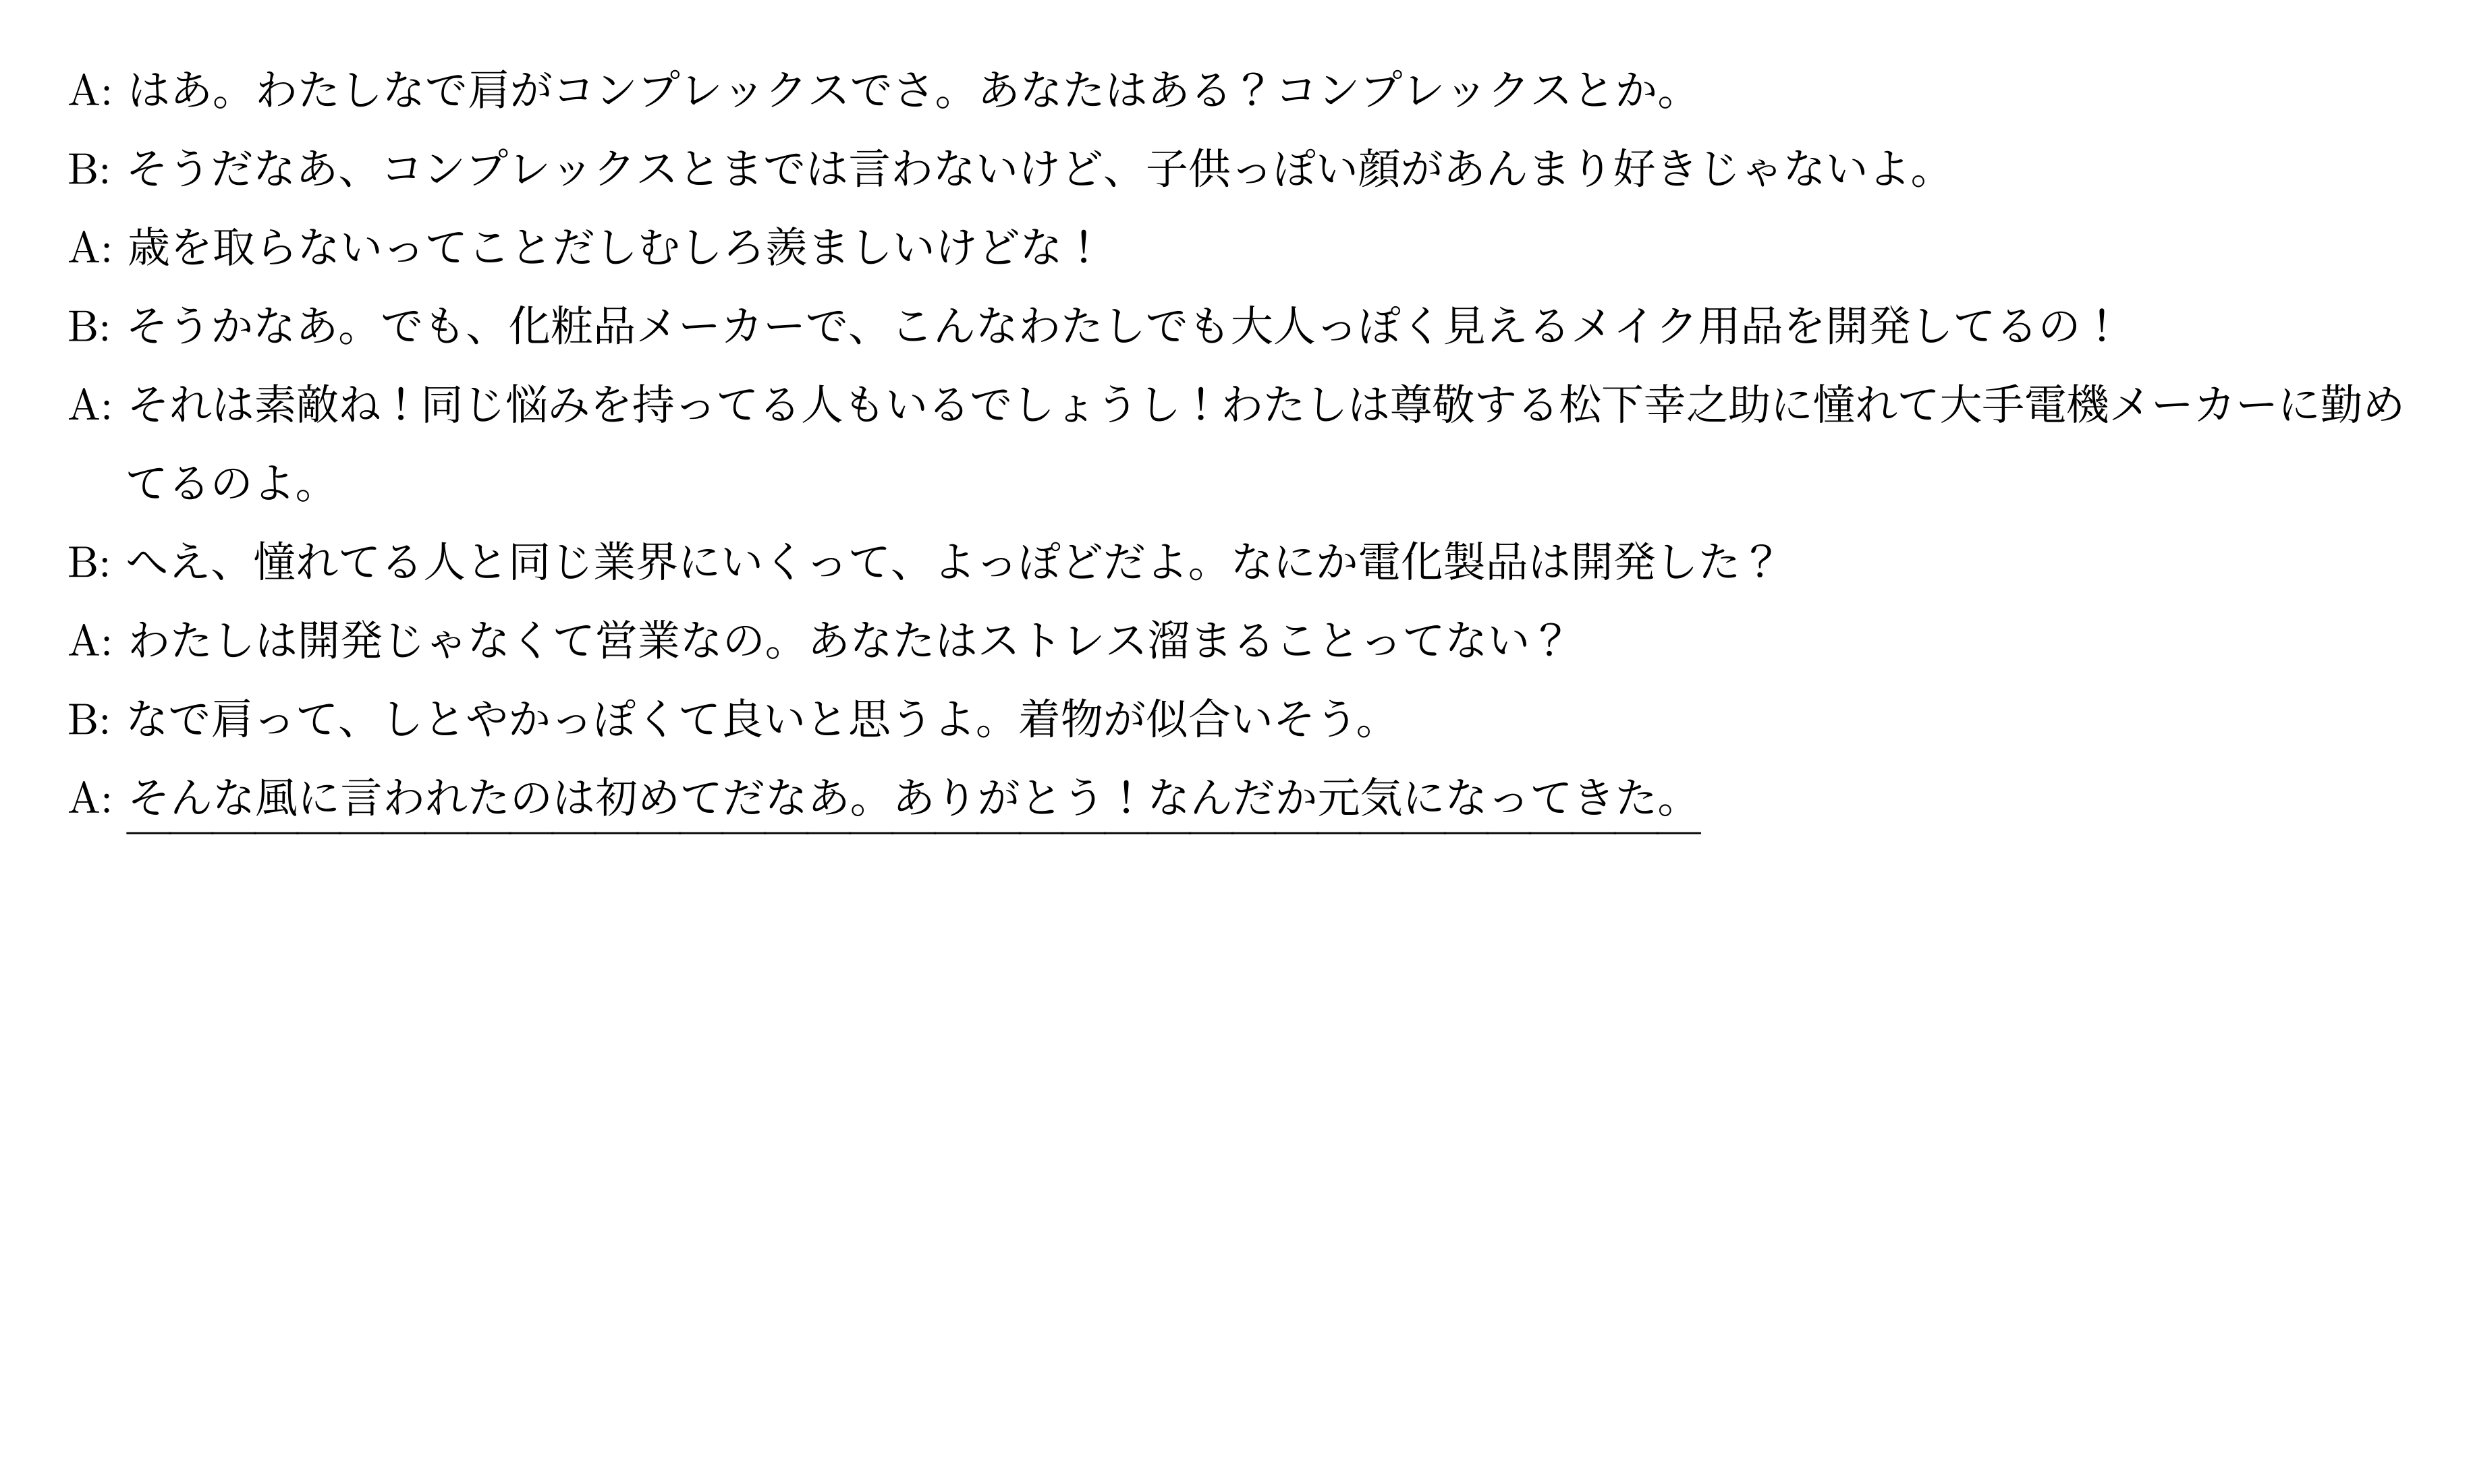 A: はあ。わたしなで肩がコンプレックスでさ。あなたはある？コンプレックスとか。
B: そうだなあ、コンプレックスとまでは言わないけど、子供っぽい顔があんまり好きじゃないよ。
A: 歳を取らないってことだしむしろ羨ましいけどな！
B: そうかなあ。でも、化粧品メーカーで、こんなわたしでも大人っぽく見えるメイク用品を開発してるの！
A: それは素敵ね！同じ悩みを持ってる人もいるでしょうし！わたしは尊敬する松下幸之助に憧れて大手電機メーカーに勤め
てるのよ。
B: へえ、憧れてる人と同じ業界にいくって、よっぽどだよ。なにか電化製品は開発した？
A: わたしは開発じゃなくて営業なの。あなたはストレス溜まることってない？
B: なで肩って、しとやかっぽくて良いと思うよ。着物が似合いそう。
A: そんな風に言われたのは初めてだなあ。ありがとう！なんだか元気になってきた。